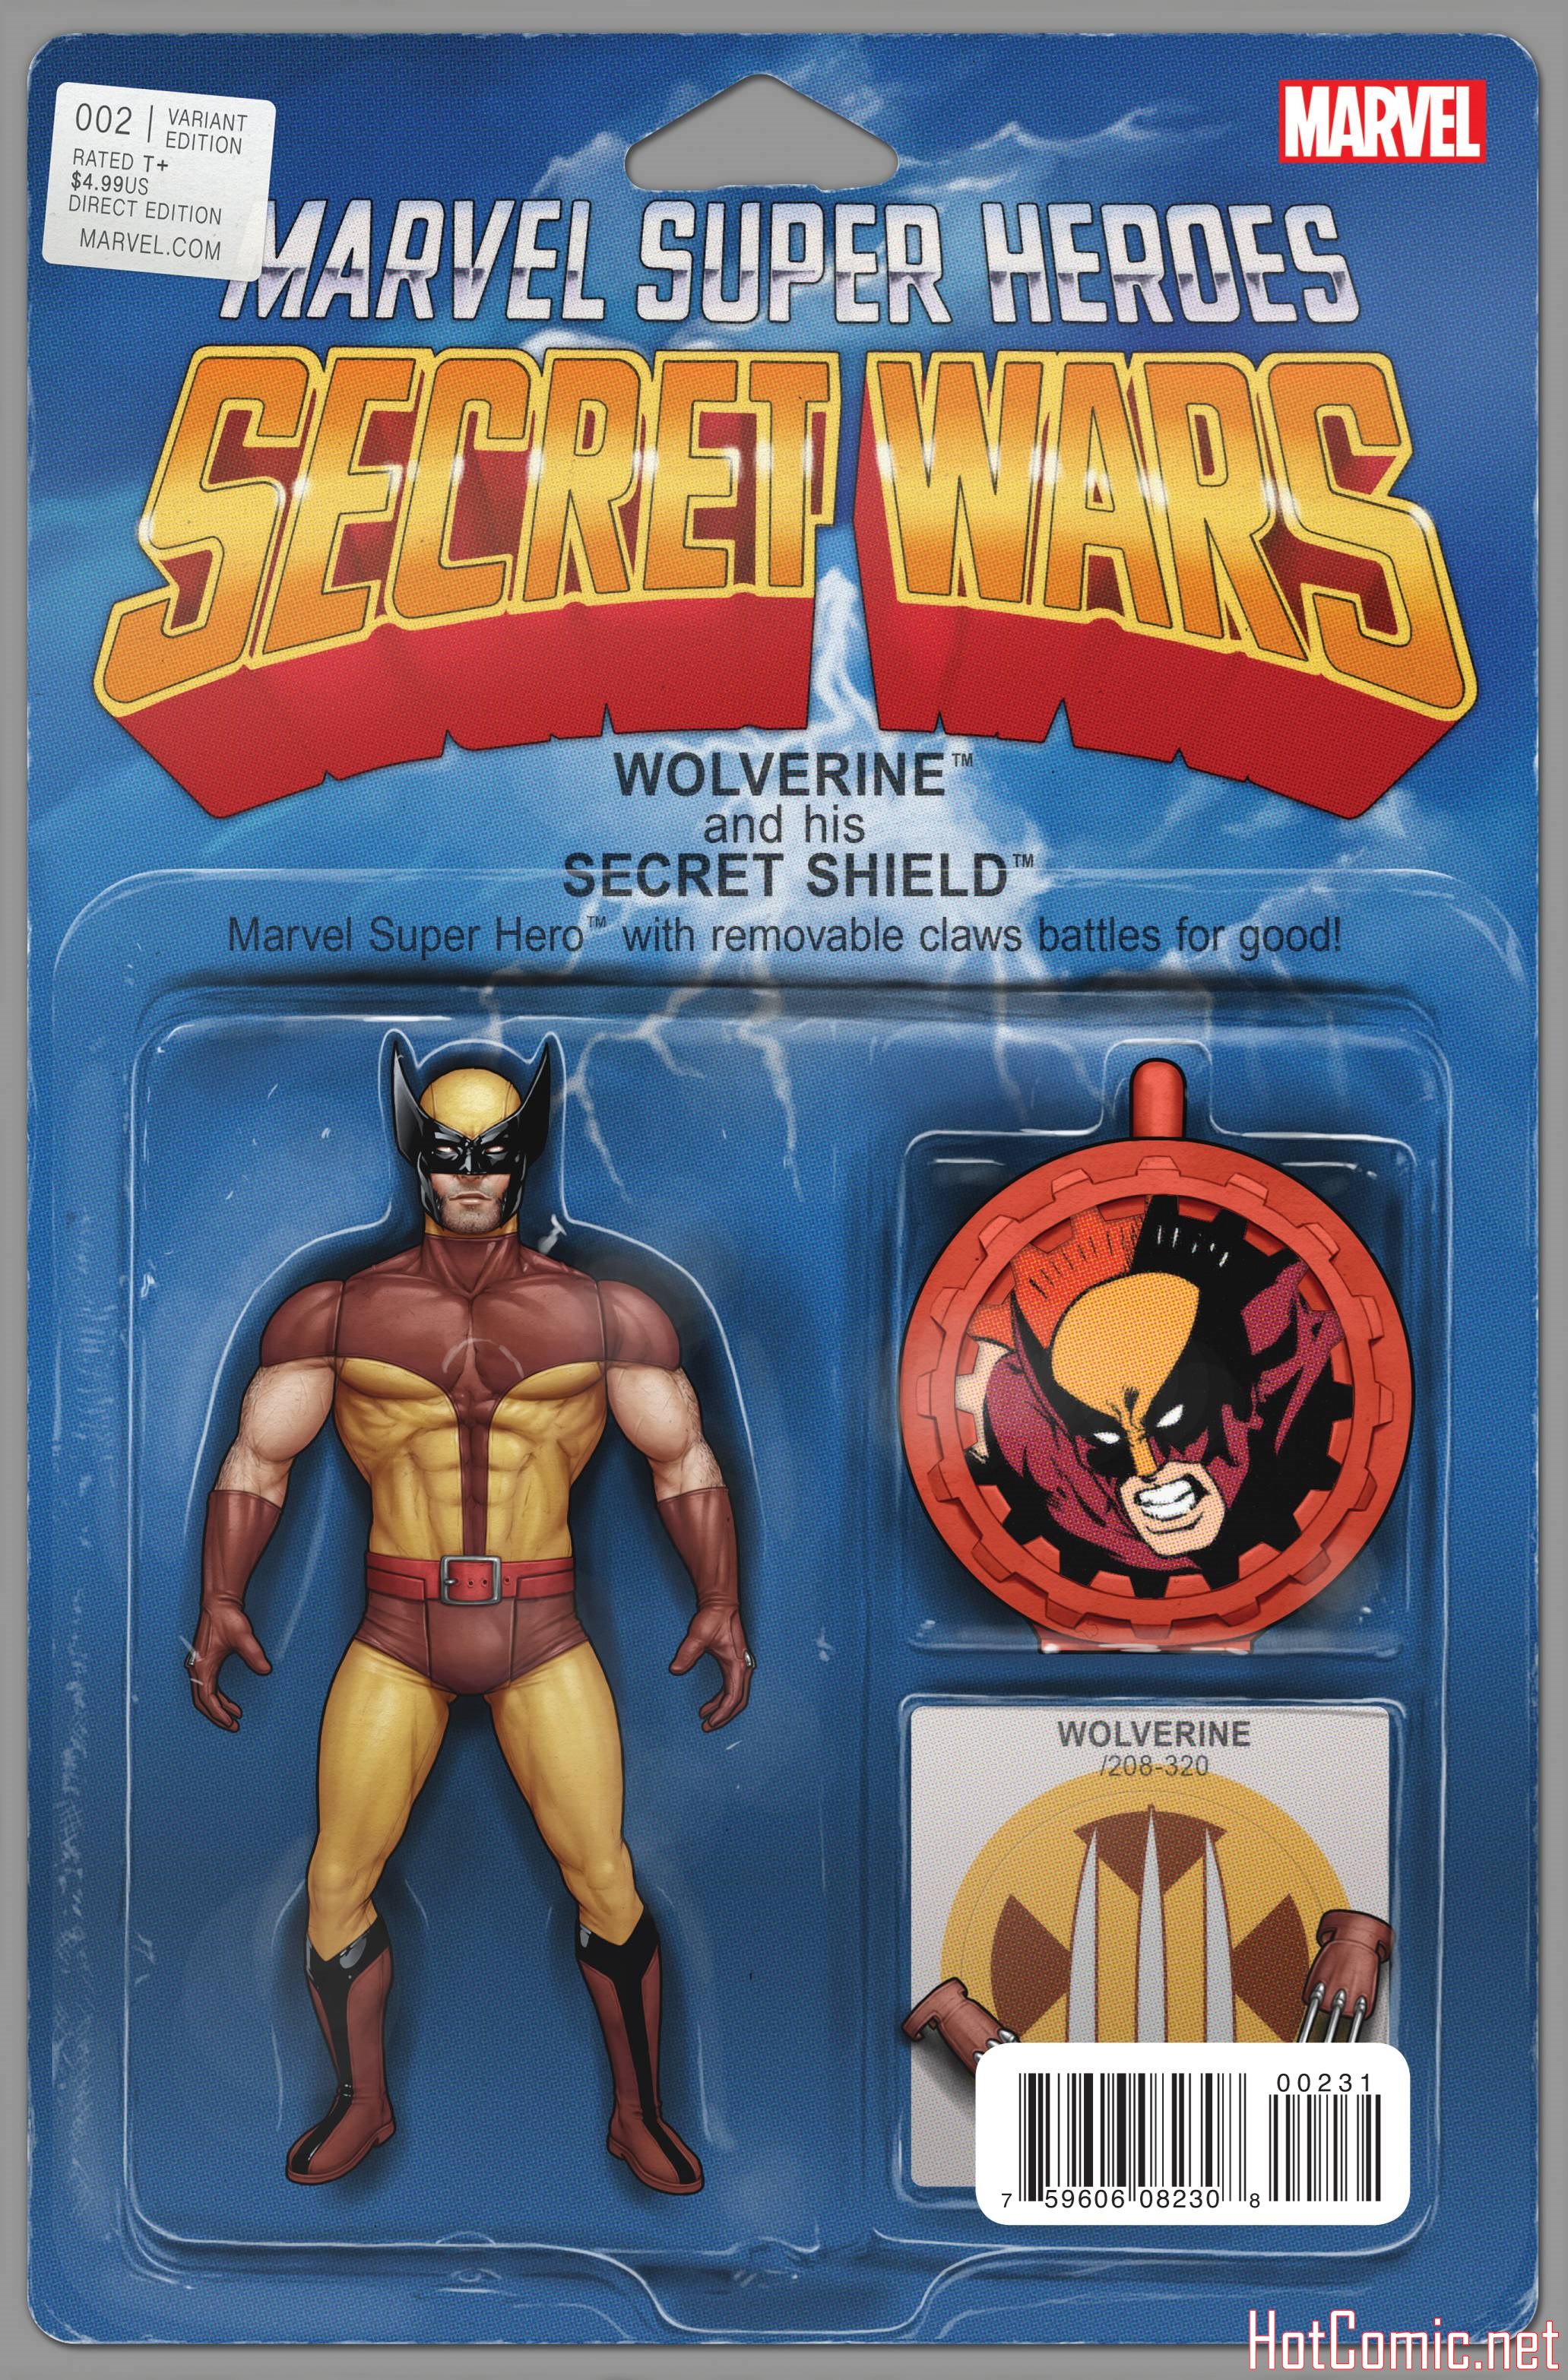 002 | VARIANT EDITION
RATED T+
$4.99US
DIRECT EDITION
MARVEL.COM
MARVEL
MARVEL SUPER HEROES
SECRET WARS
WOLVERINE™
and his
SECRET SHIELD™
Marvel Super Hero™ with removable claws battles for good!
WOLVERINE
/208-320
00231
7 59606 08230 8
HotComic.net